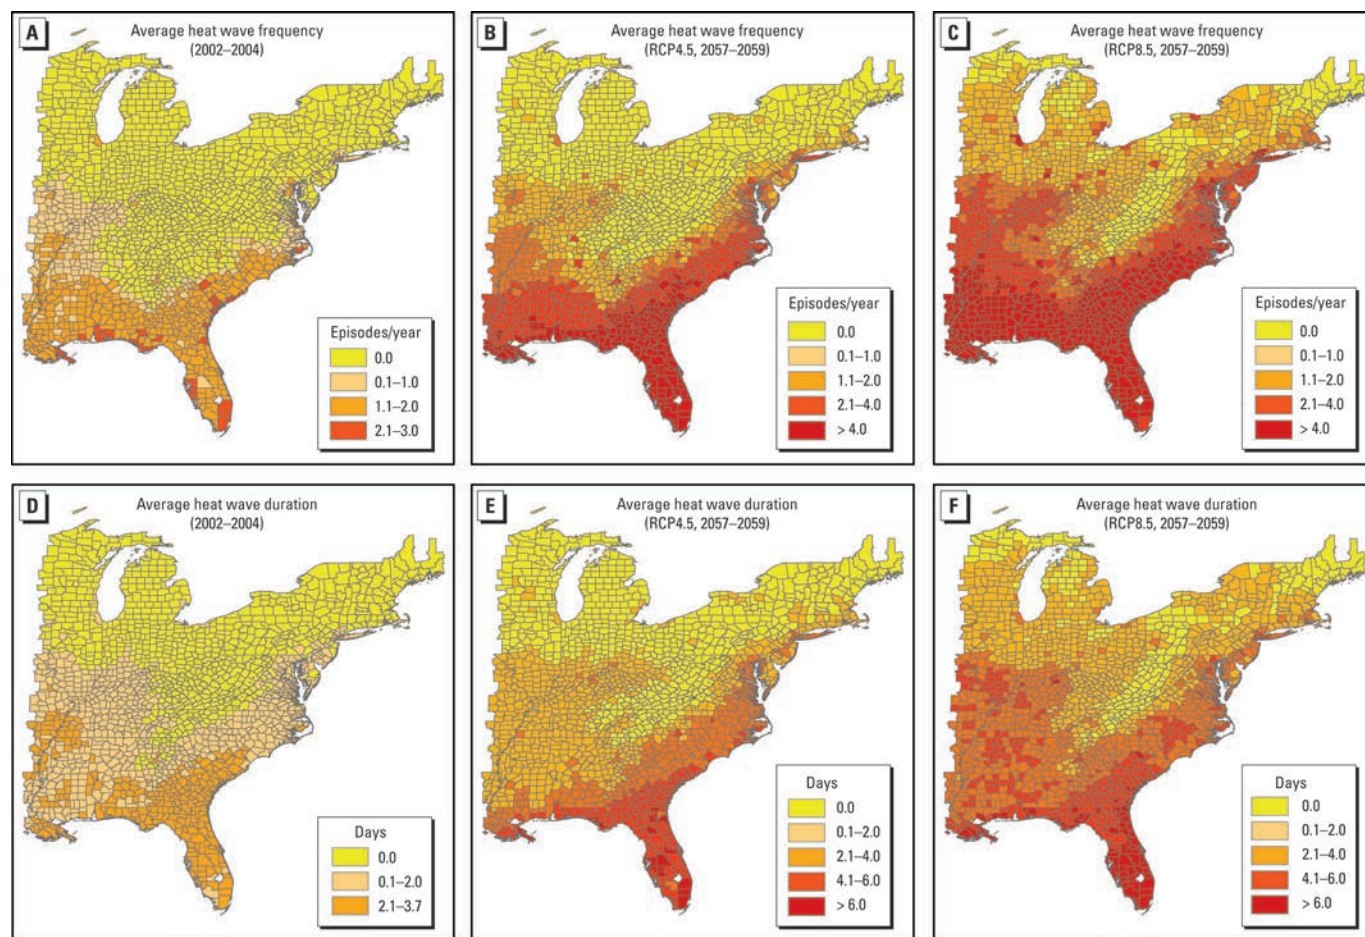 A
Average heat wave frequency
(2002–2004)
Episodes/year
0.0
0.1–1.0
1.1–2.0
2.1–3.0
B
Average heat wave frequency
(RCP4.5, 2057–2059)
Episodes/year
0.0
0.1–1.0
1.1–2.0
2.1–4.0
> 4.0
C
Average heat wave frequency
(RCP8.5, 2057–2059)
Episodes/year
0.0
0.1–1.0
1.1–2.0
2.1–4.0
> 4.0
D
Average heat wave duration
(2002–2004)
Days
0.0
0.1–2.0
2.1–3.7
E
Average heat wave duration
(RCP4.5, 2057–2059)
Days
0.0
0.1–2.0
2.1–4.0
4.1–6.0
> 6.0
F
Average heat wave duration
(RCP8.5, 2057–2059)
Days
0.0
0.1–2.0
2.1–4.0
4.1–6.0
> 6.0